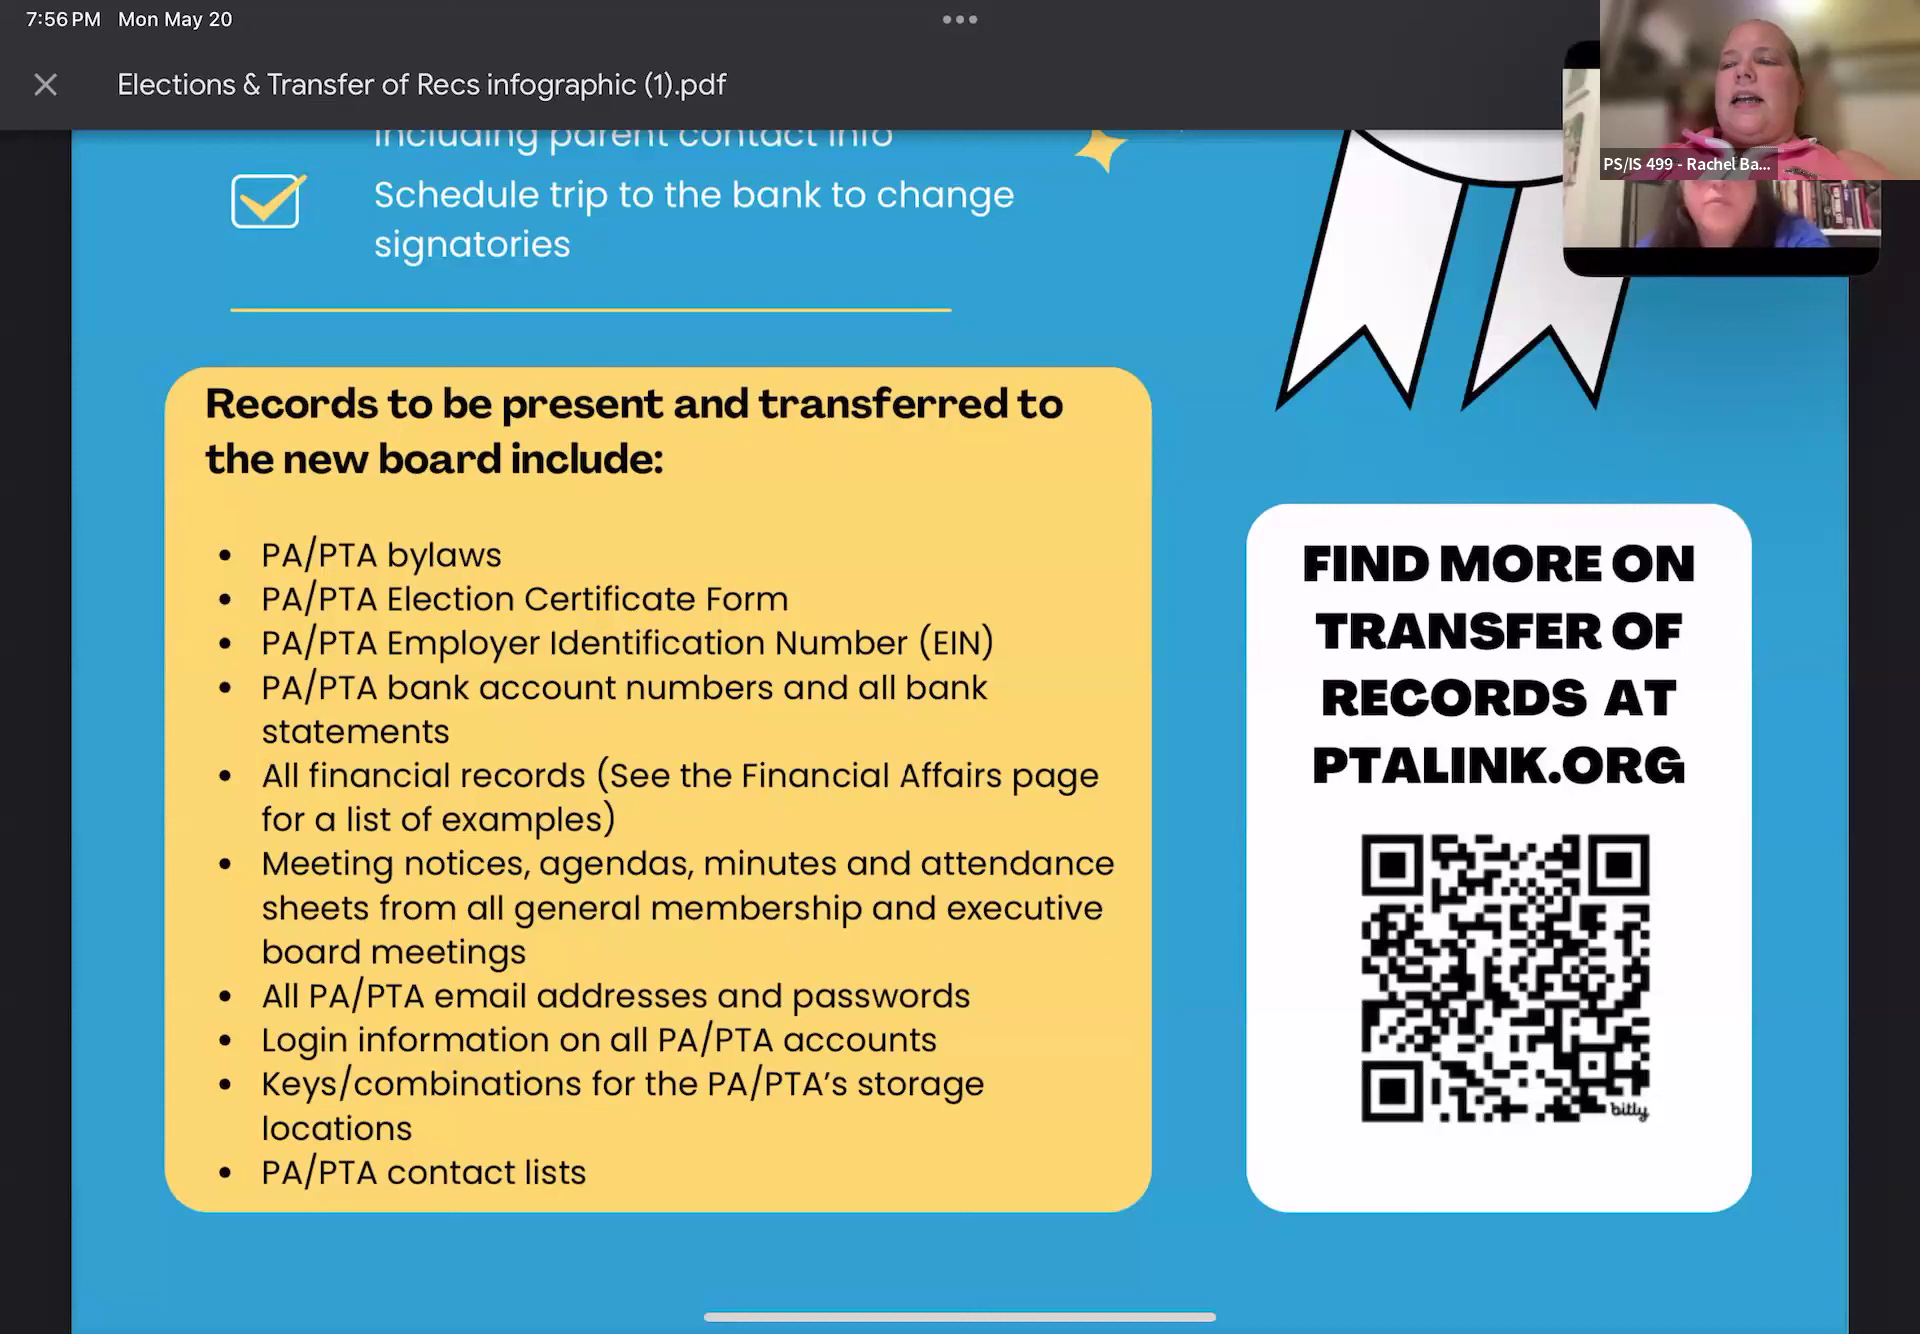 7:56 PM Mon May 20
Elections & Transfer of Recs infographic (1).pdf
PS/IS 499 - Rachel Ba...
Including parent contact info
Schedule trip to the bank to change
signatories
Records to be present and transferred to
the new board include:
• PA/PTA bylaws
• PA/PTA Election Certificate Form
• PA/PTA Employer Identification Number (EIN)
• PA/PTA bank account numbers and all bank
statements
• All financial records (See the Financial Affairs page
for a list of examples)
• Meeting notices, agendas, minutes and attendance
sheets from all general membership and executive
board meetings
• All PA/PTA email addresses and passwords
• Login information on all PA/PTA accounts
• Keys/combinations for the PA/PTA’s storage
locations
• PA/PTA contact lists
FIND MORE ON
TRANSFER OF
RECORDS AT
PTALINK.ORG
bitly